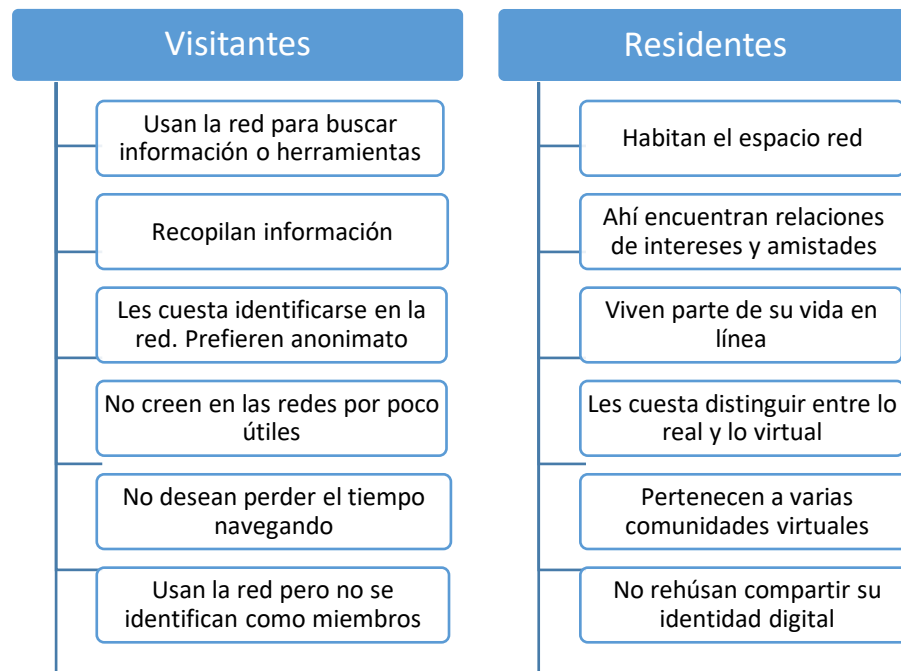 Visitantes
Usan la red para buscar
información o herramientas
Recopilan información
Les cuesta identificarse en la
red. Prefieren anonimato
No creen en las redes por poco
útiles
No desean perder el tiempo
navegando
Usan la red pero no se
identifican como miembros
Residentes
Habitan el espacio red
Ahí encuentran relaciones
de intereses y amistades
Viven parte de su vida en
línea
Les cuesta distinguir entre lo
real y lo virtual
Pertenecen a varias
comunidades virtuales
No rehúsan compartir su
identidad digital